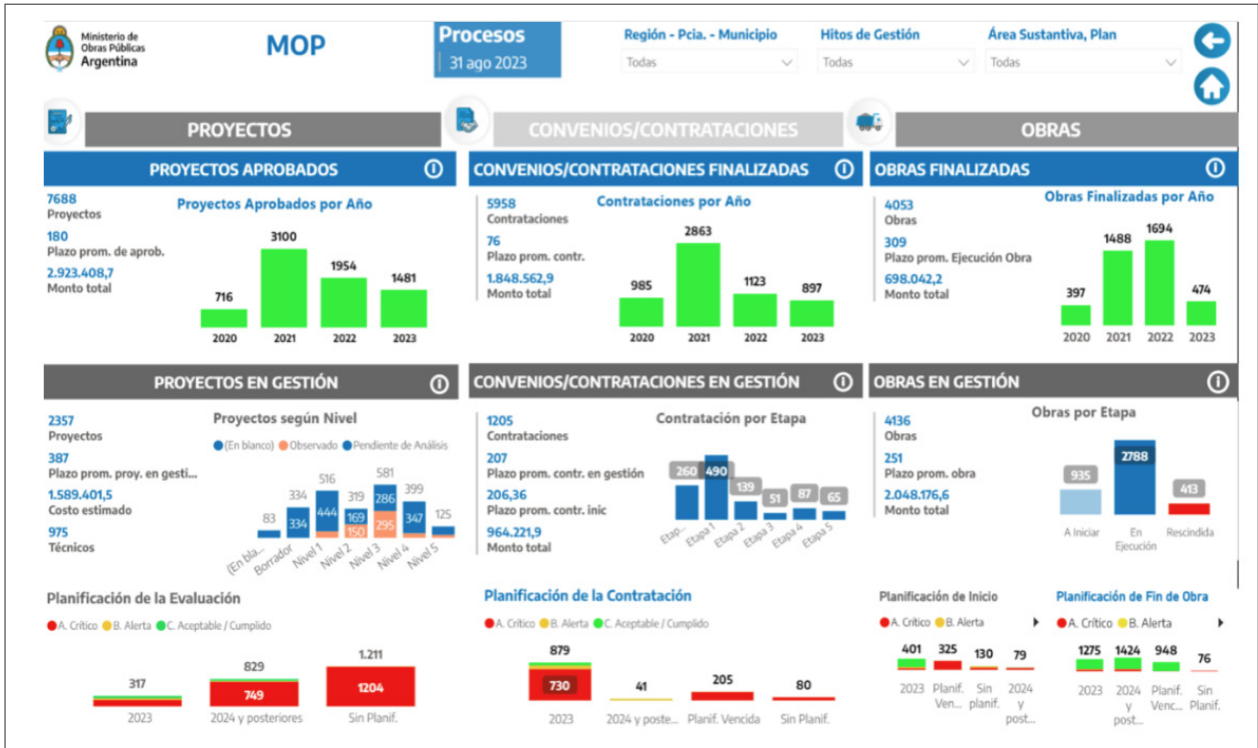 Ministerio de
Obras Públicas
Argentina
MOP
Procesos
31 ago 2023
Región - Pcia. - Municipio
Todas
Hitos de Gestión
Todas
Área Sustantiva, Plan
Todas
PROYECTOS
CONVENIOS/CONTRATACIONES
OBRAS
PROYECTOS APROBADOS
7688
Proyectos
180
Plazo prom. de aprob.
2.923.408,7
Monto total
Proyectos Aprobados por Año
716
3100
1954
1481
2020 2021 2022 2023
CONVENIOS/CONTRATACIONES FINALIZADAS
5958
Contrataciones
76
Plazo prom. contr.
1.848.562,9
Monto total
Contrataciones por Año
985
2863
1123
897
2020 2021 2022 2023
OBRAS FINALIZADAS
4053
Obras
309
Plazo prom. Ejecución Obra
698.042,2
Monto total
Obras Finalizadas por Año
397
1488
1694
474
2020 2021 2022 2023
PROYECTOS EN GESTIÓN
2357
Proyectos
387
Plazo prom. proy. en gesti...
1.589.401,5
Costo estimado
975
Técnicos
Proyectos según Nivel
(En blanco) Observado Pendiente de Análisis
83 334 516 319 581 399 125
334 444 169 286 347
150 295
(En bla... Borrador Nivel 1 Nivel 2 Nivel 3 Nivel 4 Nivel 5
CONVENIOS/CONTRATACIONES EN GESTIÓN
1205
Contrataciones
207
Plazo prom. contr. en gestión
206,36
Plazo prom. contr. inic
964.221,9
Monto total
Contratación por Etapa
260 490 139 51 87 65
Etap... Etapa 1 Etapa 2 Etapa 3 Etapa 4 Etapa 5
OBRAS EN GESTIÓN
4136
Obras
251
Plazo prom. obra
2.048.176,6
Monto total
Obras por Etapa
935 2788 413
A Iniciar En Rescindida
Ejecución
Planificación de la Evaluación
A. Crítico B. Alerta C. Aceptable / Cumplido
317 829 1.211
749 1204
2023 2024 y posteriores Sin Planif.
Planificación de la Contratación
A. Crítico B. Alerta C. Aceptable / Cumplido
879 41 205 80
730
2023 2024 y poste... Planif. Vencida Sin Planif.
Planificación de Inicio
A. Crítico B. Alerta
401 325 130 79
2023 Planif. Sin 2024
Ven... planif. y
post...
Planificación de Fin de Obra
A. Crítico B. Alerta
1275 1424 948 76
2023 2024 Planif. Sin
y Venc... Planif.
post...